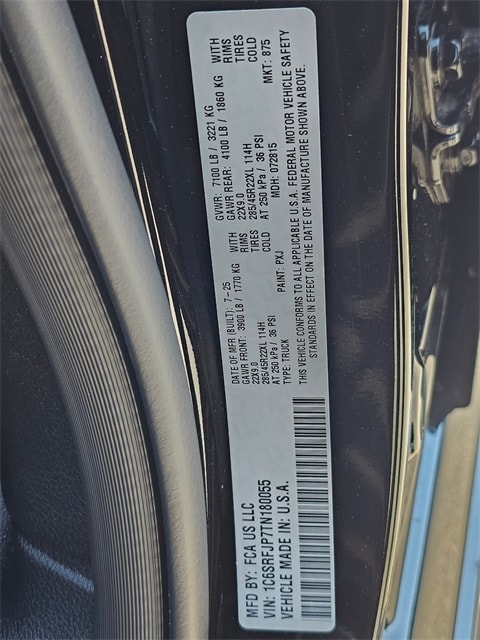 MFD BY: FCA US LLC
VIN: 1C6SRFJP7TN180055
VEHICLE MADE IN: U.S.A.
DATE OF MFR (BUILT): 7-25 GVWR: 7100 LB / 3221 KG
GAWR FRONT: 3900 LB / 1770 KG WITH GAWR REAR: 4100 LB / 1860 KG WITH
22X9.0 RIMS 22X9.0 RIMS
285/45R22XL 114H TIRES 285/45R22XL 114H TIRES
AT 250 kPa / 36 PSI COLD AT 250 kPa / 36 PSI COLD
TYPE: TRUCK PAINT: PXJ MDH: 072815 MKT: 875
THIS VEHICLE CONFORMS TO ALL APPLICABLE U.S.A. FEDERAL MOTOR VEHICLE SAFETY
STANDARDS IN EFFECT ON THE DATE OF MANUFACTURE SHOWN ABOVE.